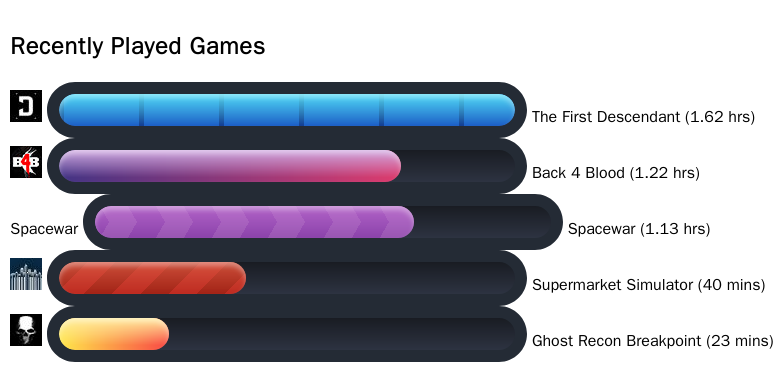 Recently Played Games
The First Descendant (1.62 hrs)
B4B
Back 4 Blood (1.22 hrs)
Spacewar
Spacewar (1.13 hrs)
Supermarket Simulator (40 mins)
Ghost Recon Breakpoint (23 mins)